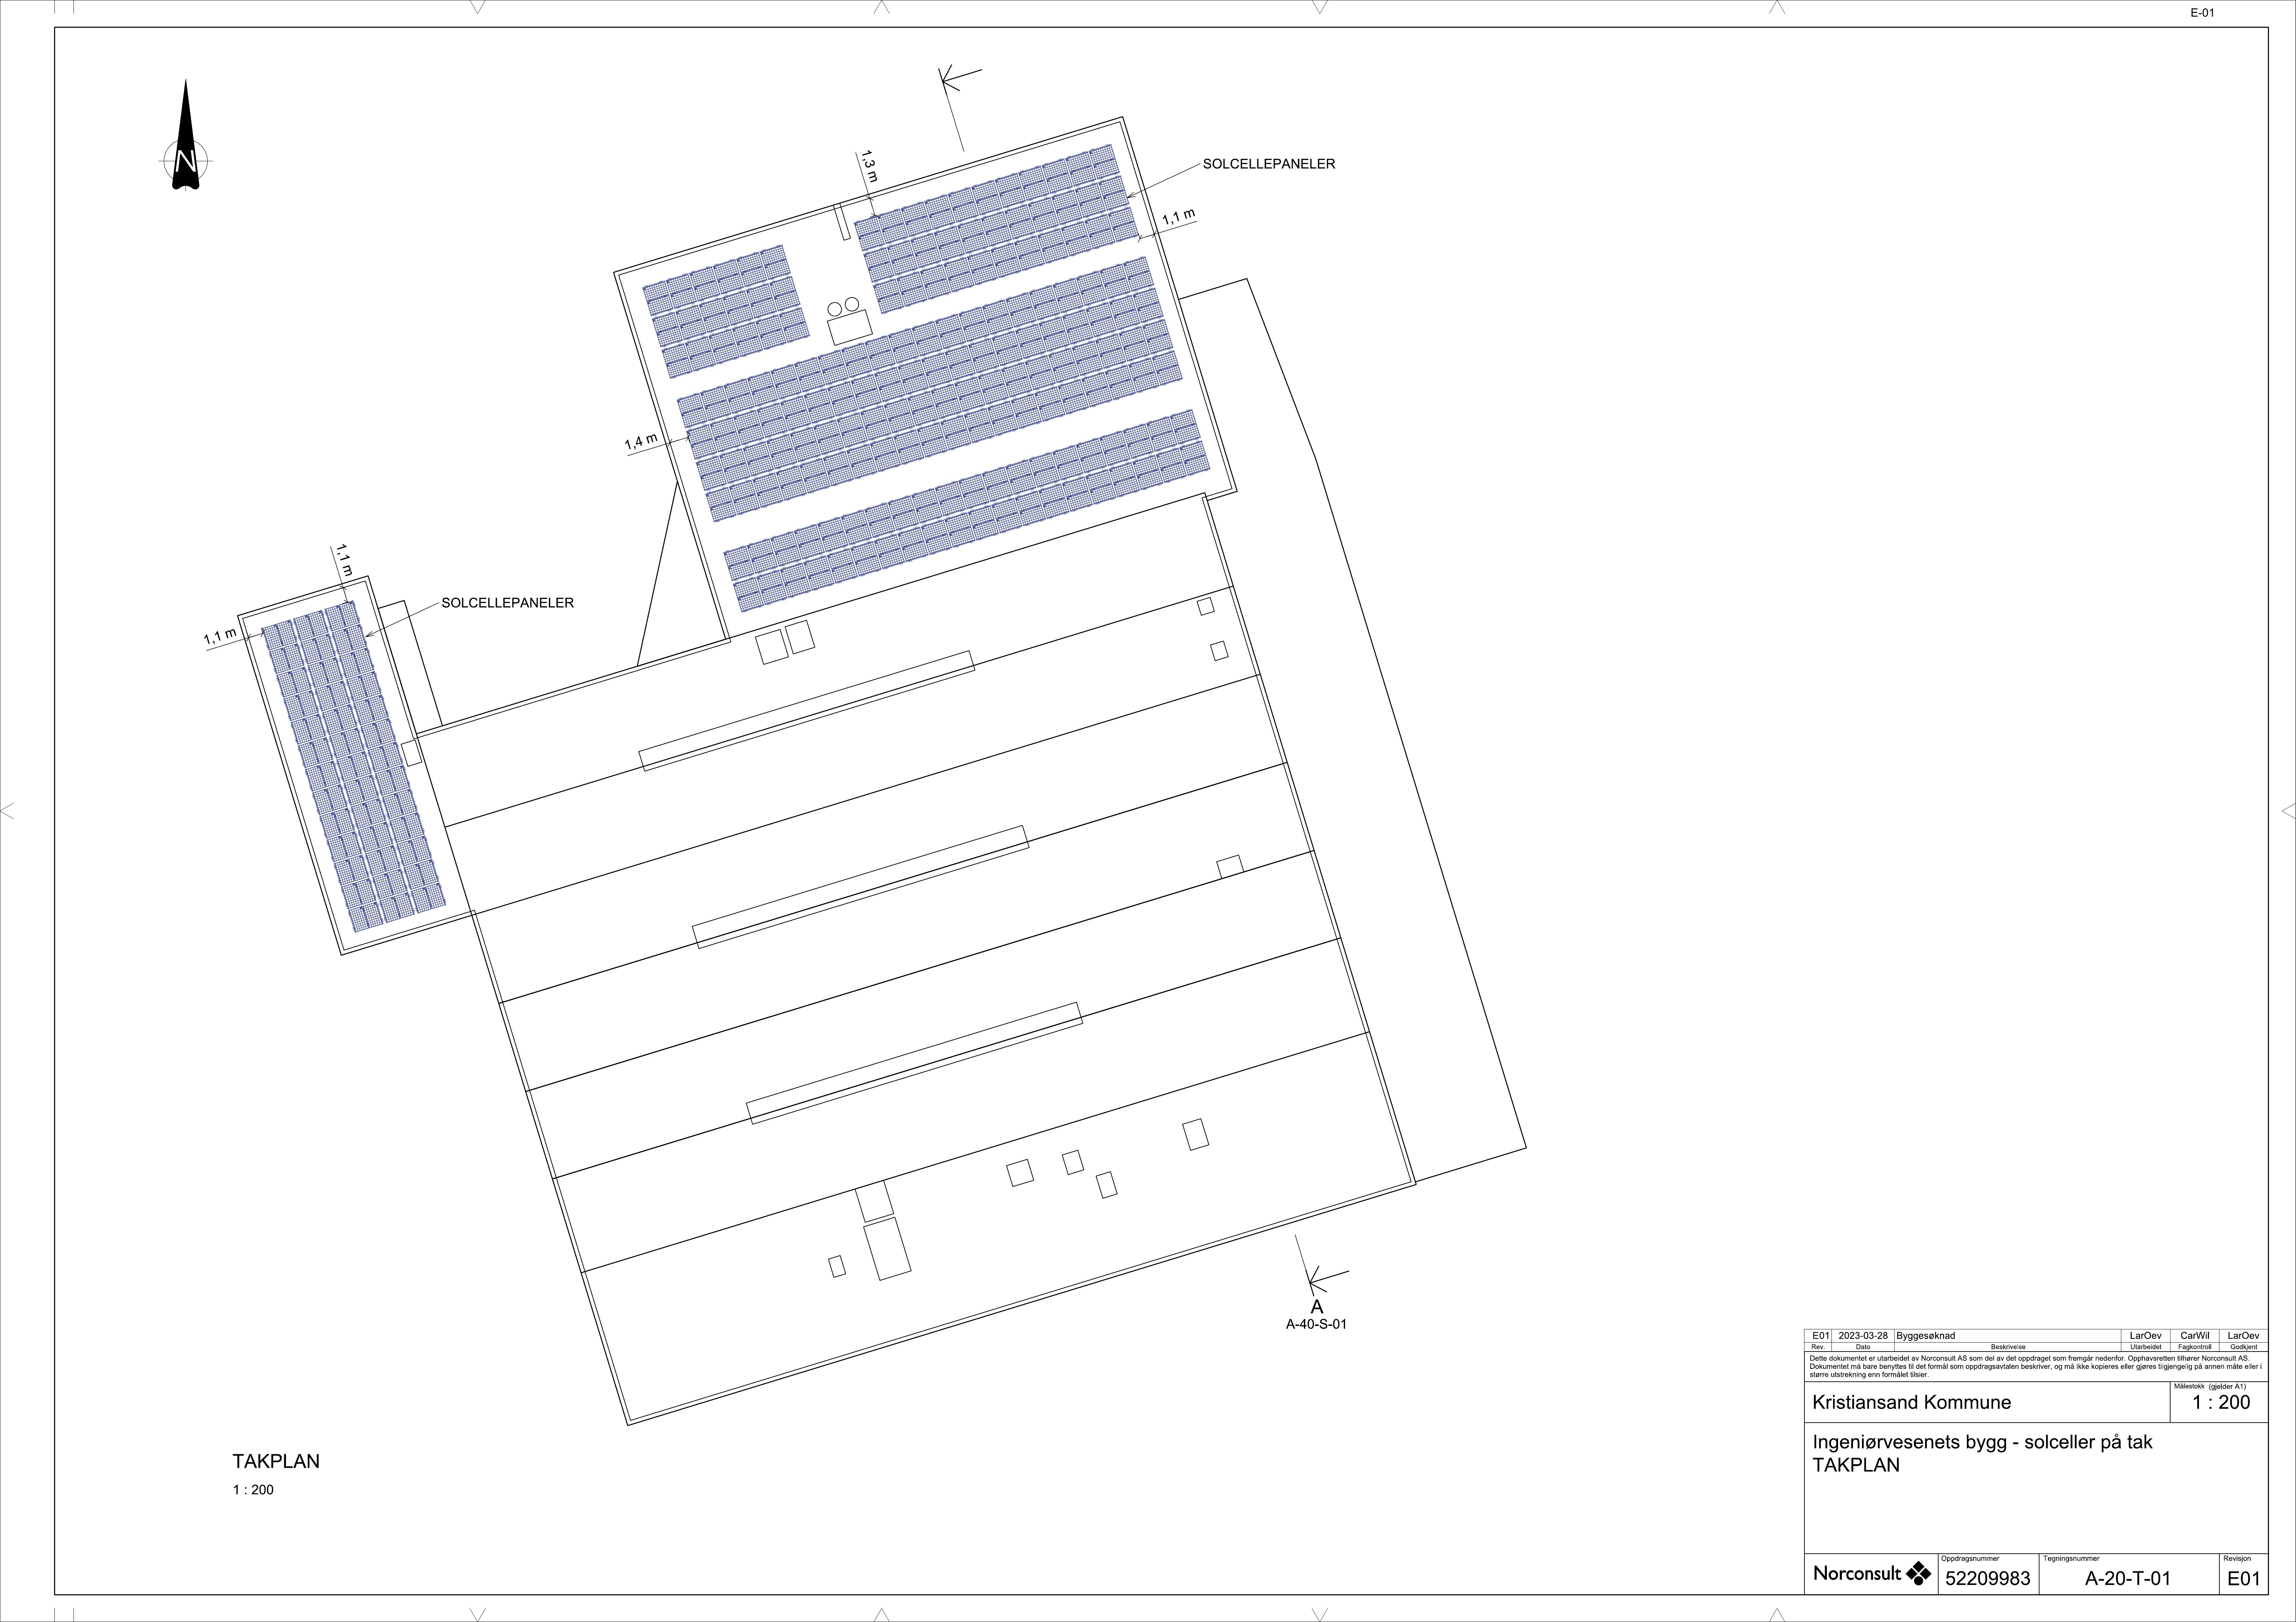 E-01
N
1,3 m
SOLCELLEPANELER
1,1 m
1,4 m
1,1 m
SOLCELLEPANELER
1,1 m
A
A-40-S-01
TAKPLAN
1 : 200
E01 2023-03-28 Byggesøknad LarOev CarWil LarOev
Rev. Dato Beskrivelse Utarbeidet Fagkontroll Godkjent
Dette dokumentet er utarbeidet av Norconsult AS som del av det oppdraget som fremgår nedenfor. Opphavsretten tilhører Norconsult AS.
Dokumentet må bare benyttes til det formål som oppdragsavtalen beskriver, og må ikke kopieres eller gjøres tilgjengelig på annen måte eller i
større utstrekning enn formålet tilsier.
Målestokk (gjelder A1)
Kristiansand Kommune 1 : 200
Ingeniørvesenets bygg - solceller på tak
TAKPLAN
Oppdragsnummer Tegningsnummer Revisjon
Norconsult 52209983 A-20-T-01 E01